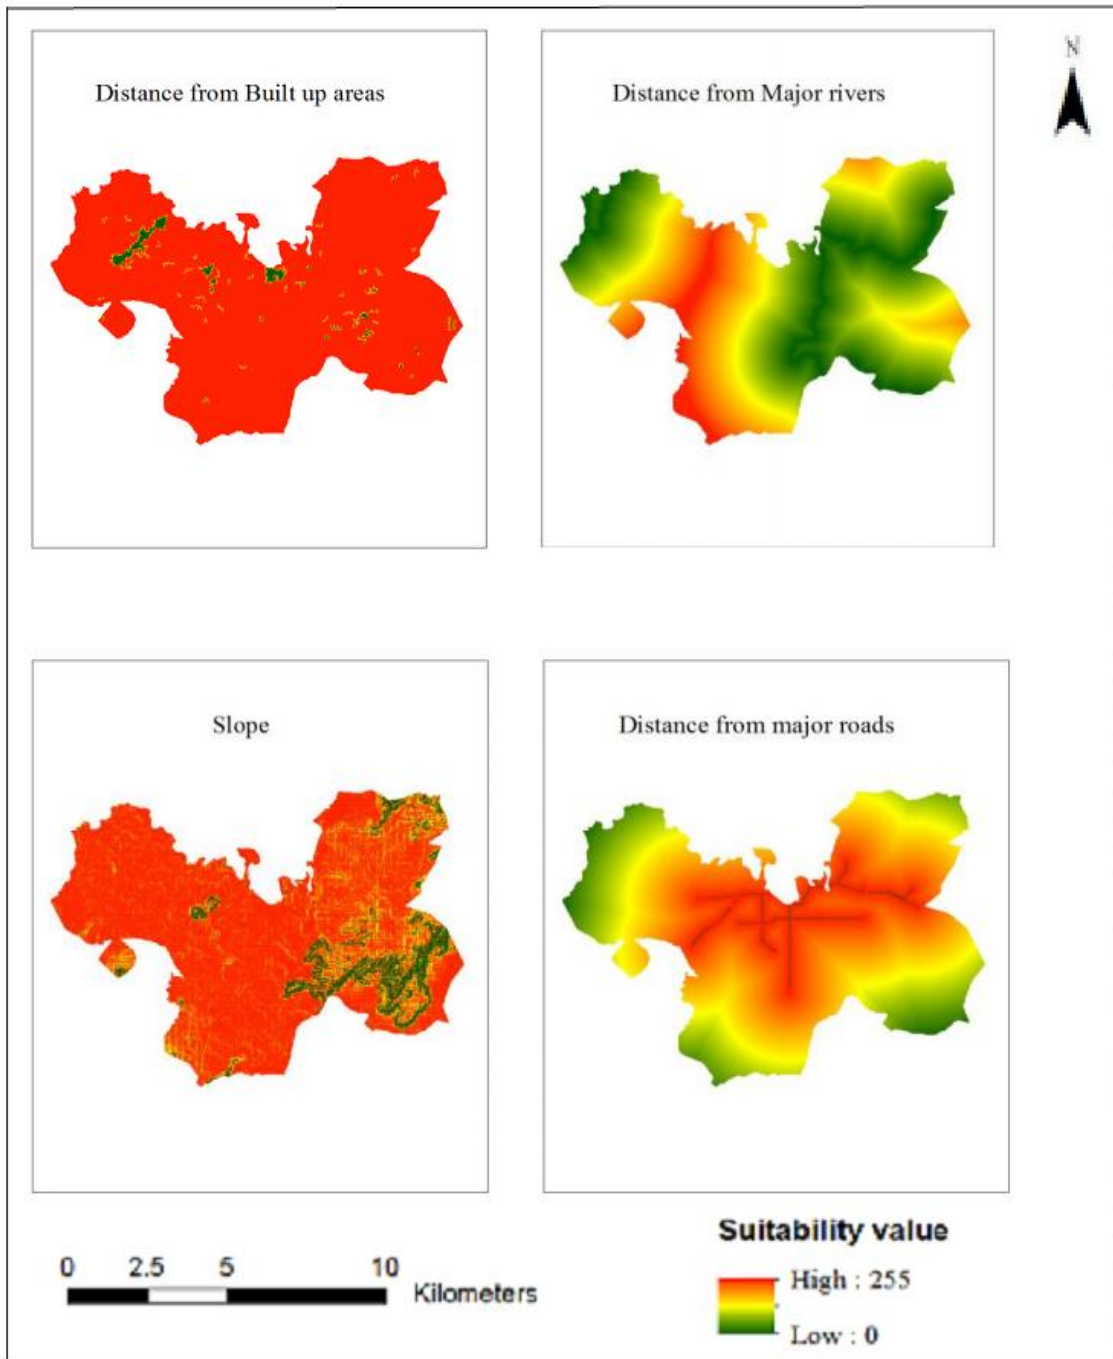 N
Distance from Built up areas
Distance from Major rivers
Slope
Distance from major roads
0 2.5 5 10
Kilometers
Suitability value
High : 255
Low : 0